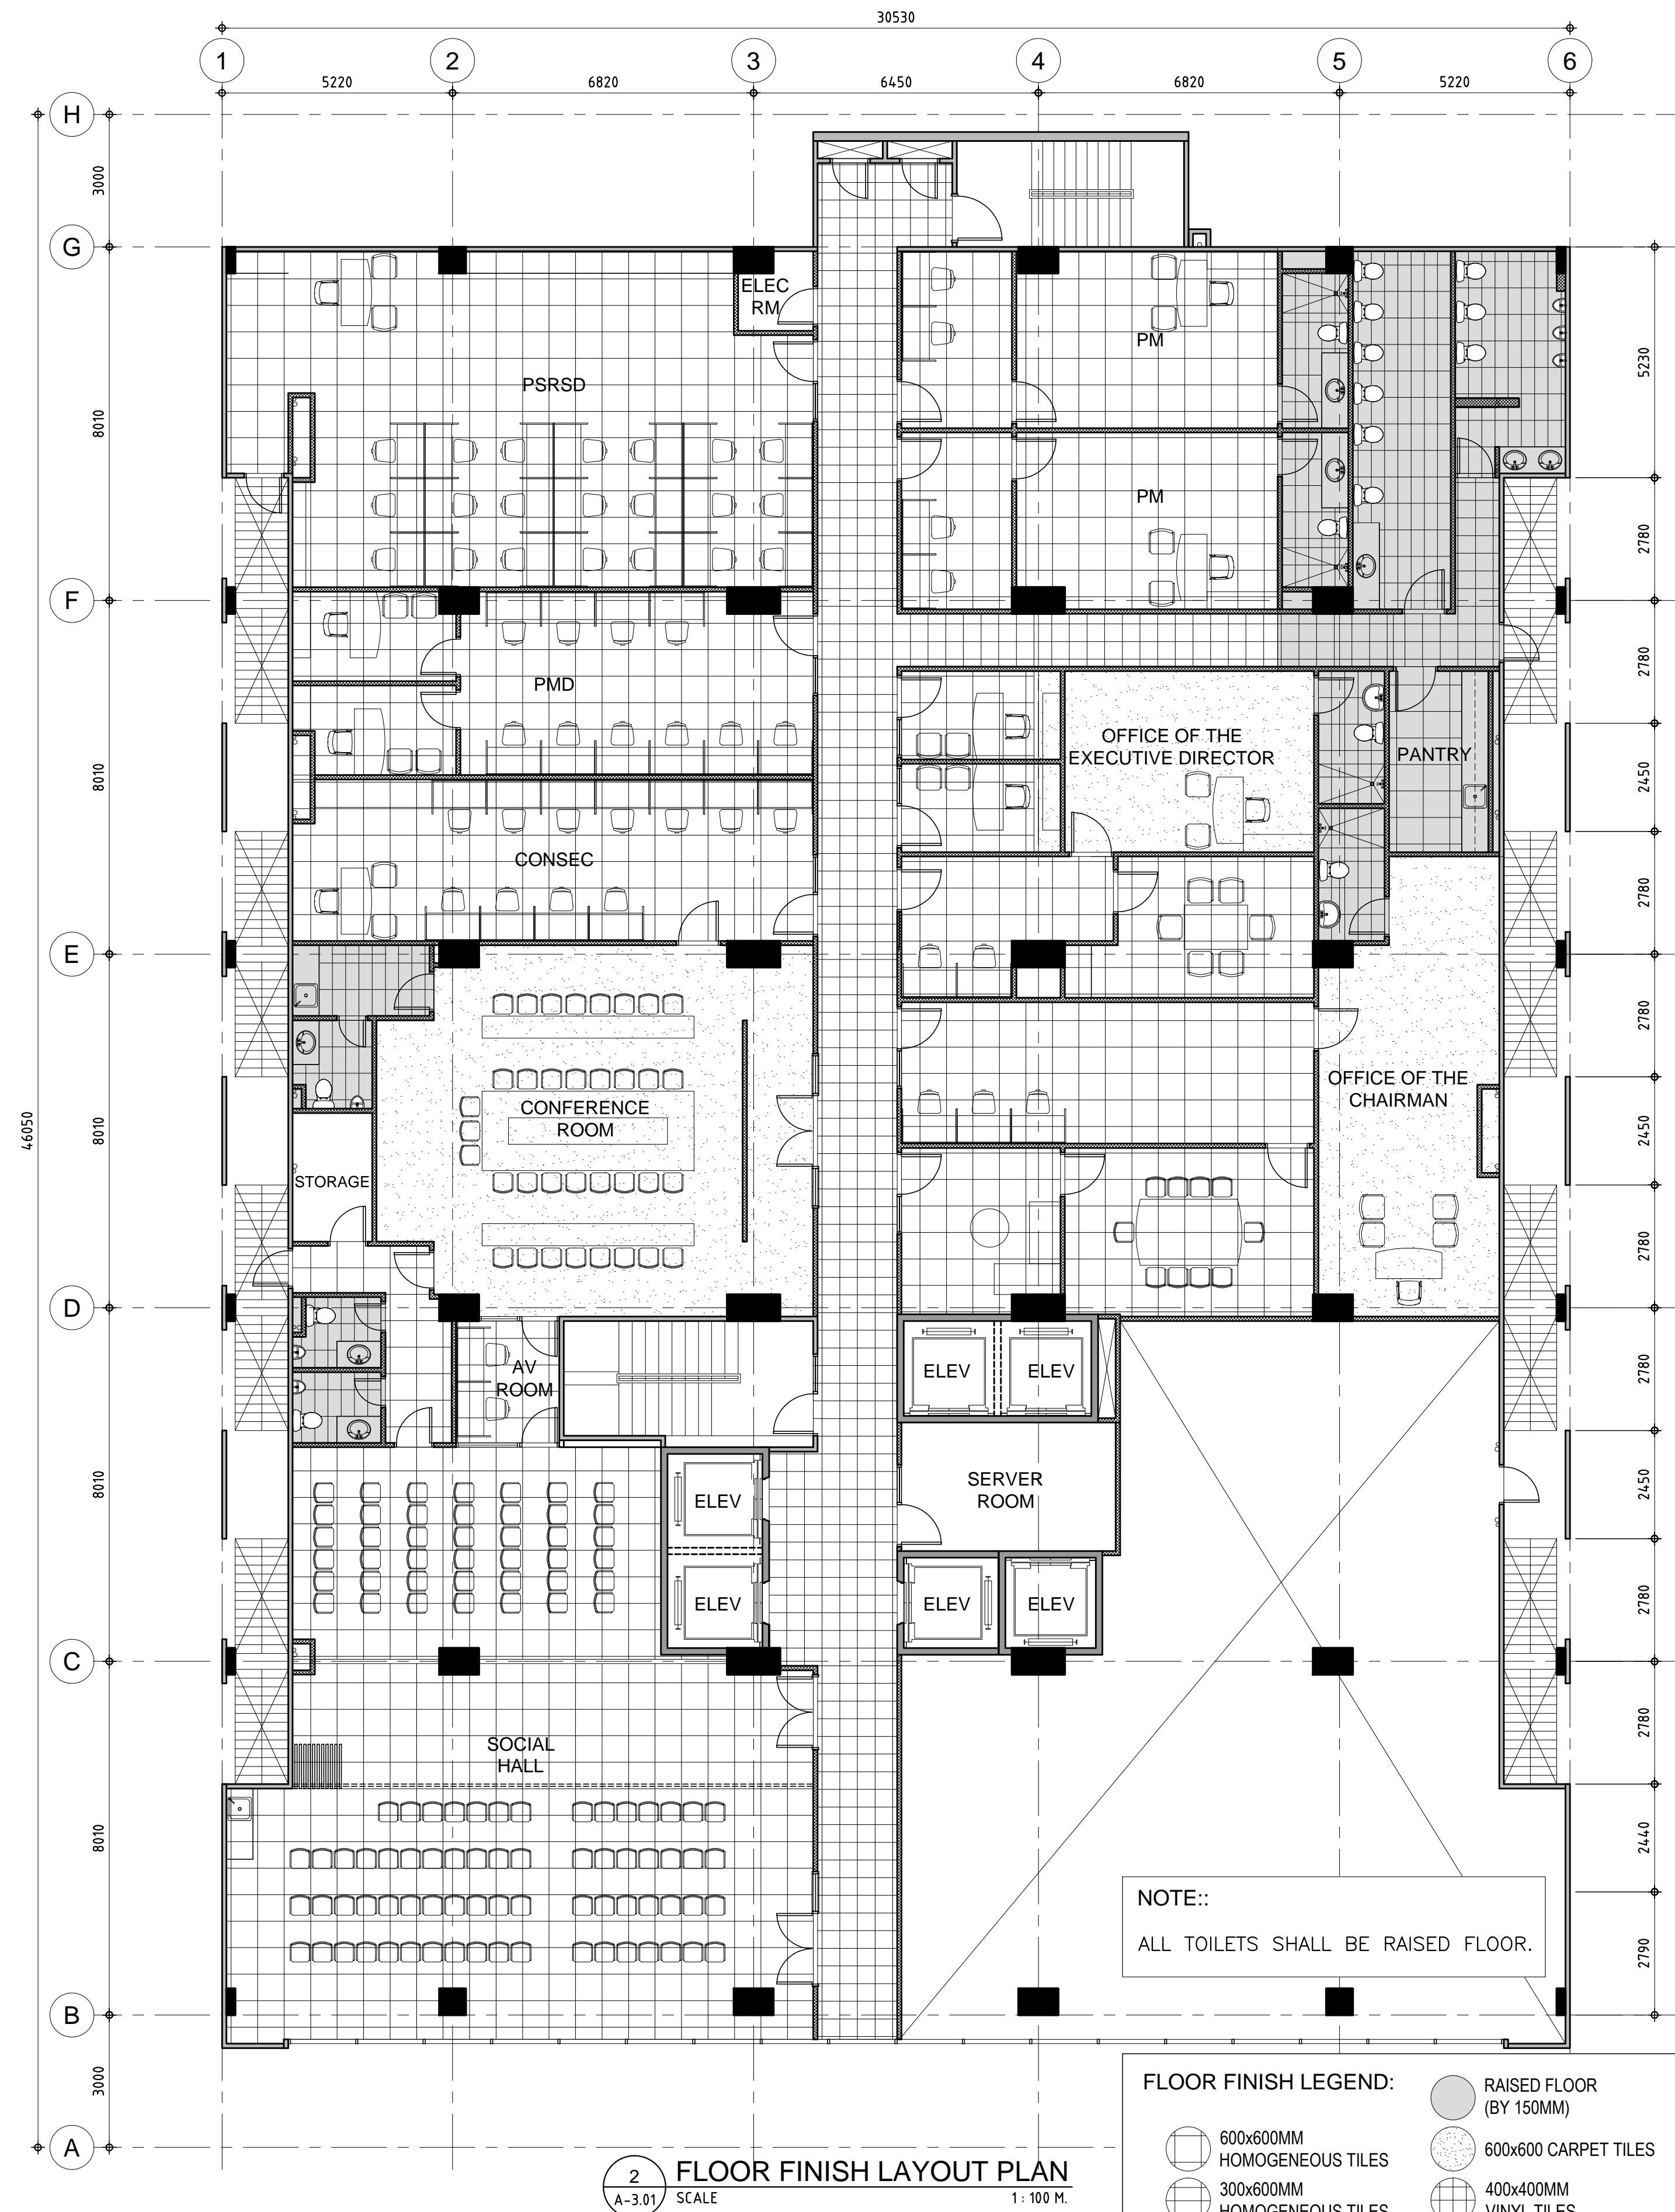 30530
1
2
3
4
5
6
5220
6820
6450
6820
5220
H
G
F
E
D
C
B
A
3000
8010
8010
8010
8010
8010
3000
46050
5230
2780
2780
2450
2780
2780
2450
2780
2780
2450
2780
2780
2440
2790
ELEC
RM
PSRSD
PM
PM
PMD
OFFICE OF THE
EXECUTIVE DIRECTOR
PANTRY
CONSEC
CONFERENCE
ROOM
OFFICE OF THE
CHAIRMAN
STORAGE
AV
ROOM
ELEV
ELEV
ELEV
SERVER
ROOM
ELEV
ELEV
ELEV
SOCIAL
HALL
NOTE::
ALL TOILETS SHALL BE RAISED FLOOR.
FLOOR FINISH LEGEND:
RAISED FLOOR
(BY 150MM)
600x600MM
HOMOGENEOUS TILES
600x600 CARPET TILES
300x600MM
HOMOGENEOUS TILES
400x400MM
VINYL TILES
2
A-3.01
FLOOR FINISH LAYOUT PLAN
SCALE
1 : 100 M.